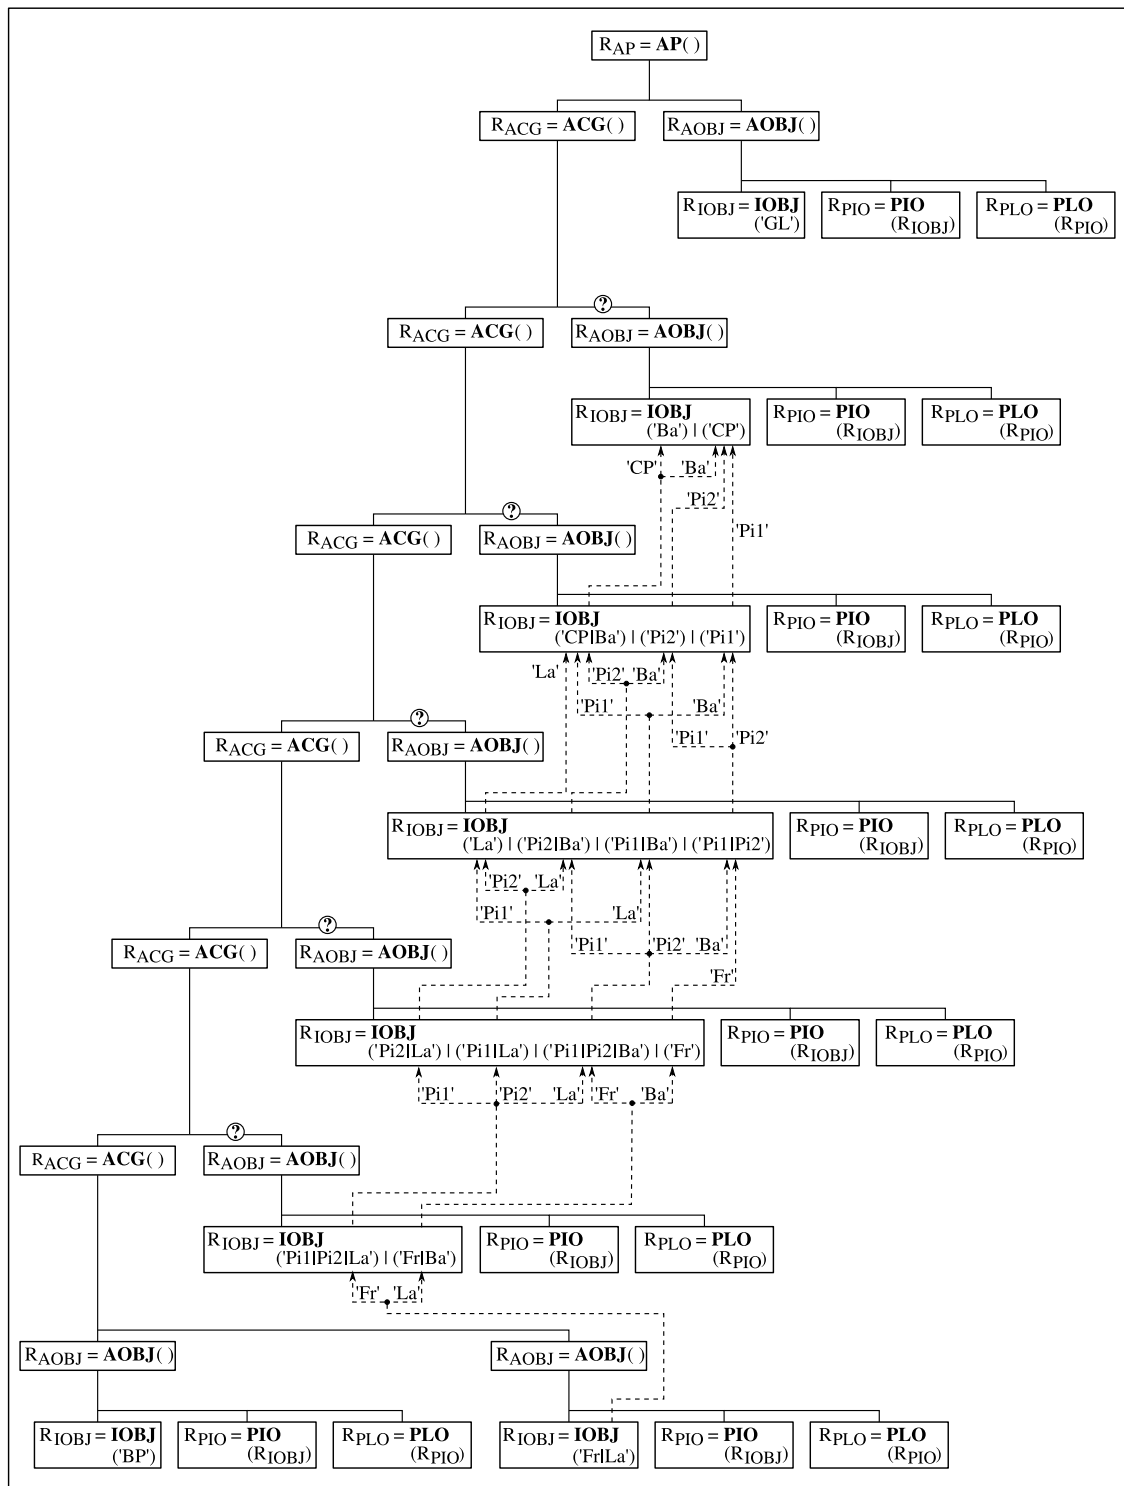 R_AP = AP( )
R_ACG = ACG( )
R_AOBJ = AOBJ( )
R_IOBJ = IOBJ
('GL')
R_PIO = PIO
(R_IOBJ)
R_PLO = PLO
(R_PIO)
?
R_ACG = ACG( )
R_AOBJ = AOBJ( )
R_IOBJ = IOBJ
('Ba') | ('CP')
R_PIO = PIO
(R_IOBJ)
R_PLO = PLO
(R_PIO)
'CP' 'Ba'
'Pi2'
'Pi1'
?
R_ACG = ACG( )
R_AOBJ = AOBJ( )
R_IOBJ = IOBJ
('CP|Ba') | ('Pi2') | ('Pi1')
R_PIO = PIO
(R_IOBJ)
R_PLO = PLO
(R_PIO)
'La' 'Pi2' 'Ba'
'Pi1' 'Ba'
'Pi1' 'Pi2'
?
R_ACG = ACG( )
R_AOBJ = AOBJ( )
R_IOBJ = IOBJ
('La') | ('Pi2|Ba') | ('Pi1|Ba') | ('Pi1|Pi2')
R_PIO = PIO
(R_IOBJ)
R_PLO = PLO
(R_PIO)
'Pi2' 'La'
'Pi1' 'La'
'Pi1' 'Pi2' 'Ba'
'Fr'
?
R_ACG = ACG( )
R_AOBJ = AOBJ( )
R_IOBJ = IOBJ
('Pi2|La') | ('Pi1|La') | ('Pi1|Pi2|Ba') | ('Fr')
R_PIO = PIO
(R_IOBJ)
R_PLO = PLO
(R_PIO)
'Pi1' 'Pi2' 'La' 'Fr' 'Ba'
?
R_ACG = ACG( )
R_AOBJ = AOBJ( )
R_IOBJ = IOBJ
('Pi1|Pi2|La') | ('Fr|Ba')
R_PIO = PIO
(R_IOBJ)
R_PLO = PLO
(R_PIO)
'Fr' 'La'
R_AOBJ = AOBJ( )
R_AOBJ = AOBJ( )
R_IOBJ = IOBJ
('BP')
R_PIO = PIO
(R_IOBJ)
R_PLO = PLO
(R_PIO)
R_IOBJ = IOBJ
('Fr|La')
R_PIO = PIO
(R_IOBJ)
R_PLO = PLO
(R_PIO)